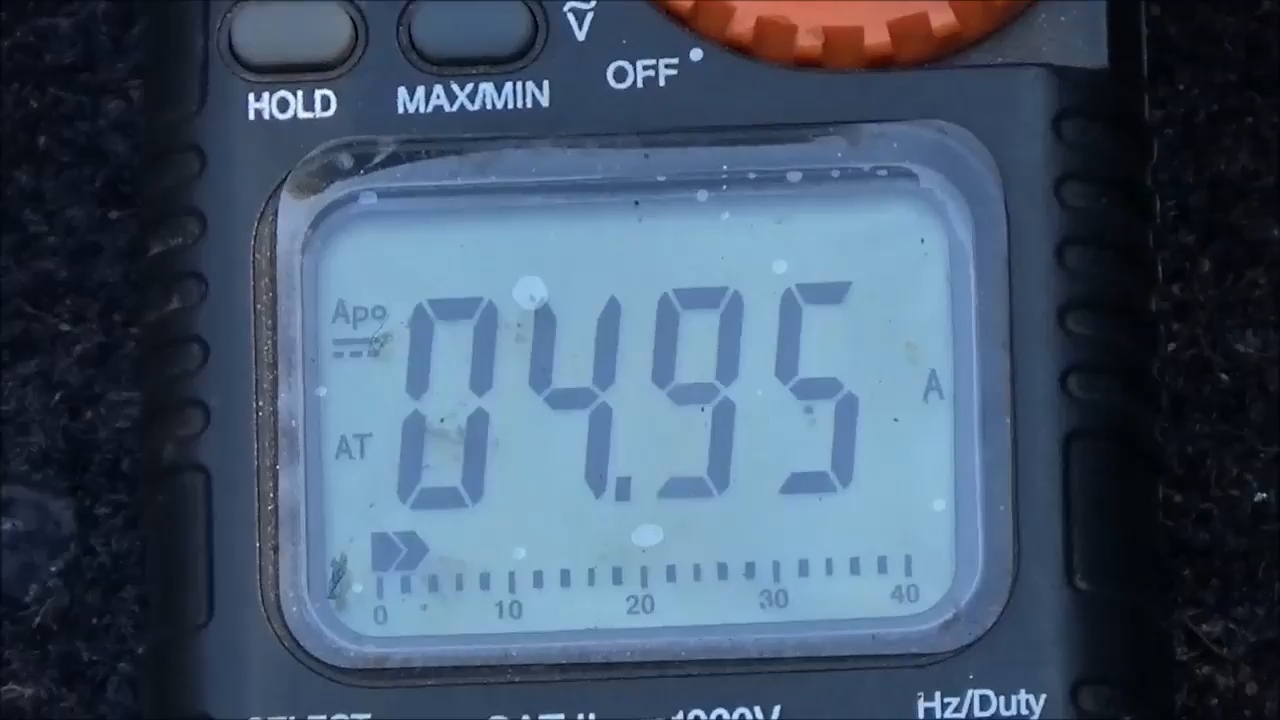 Ṽ
OFF
HOLD MAX/MIN
Apo
04.95
A
AT
0 10 20 30 40
Hz/Duty